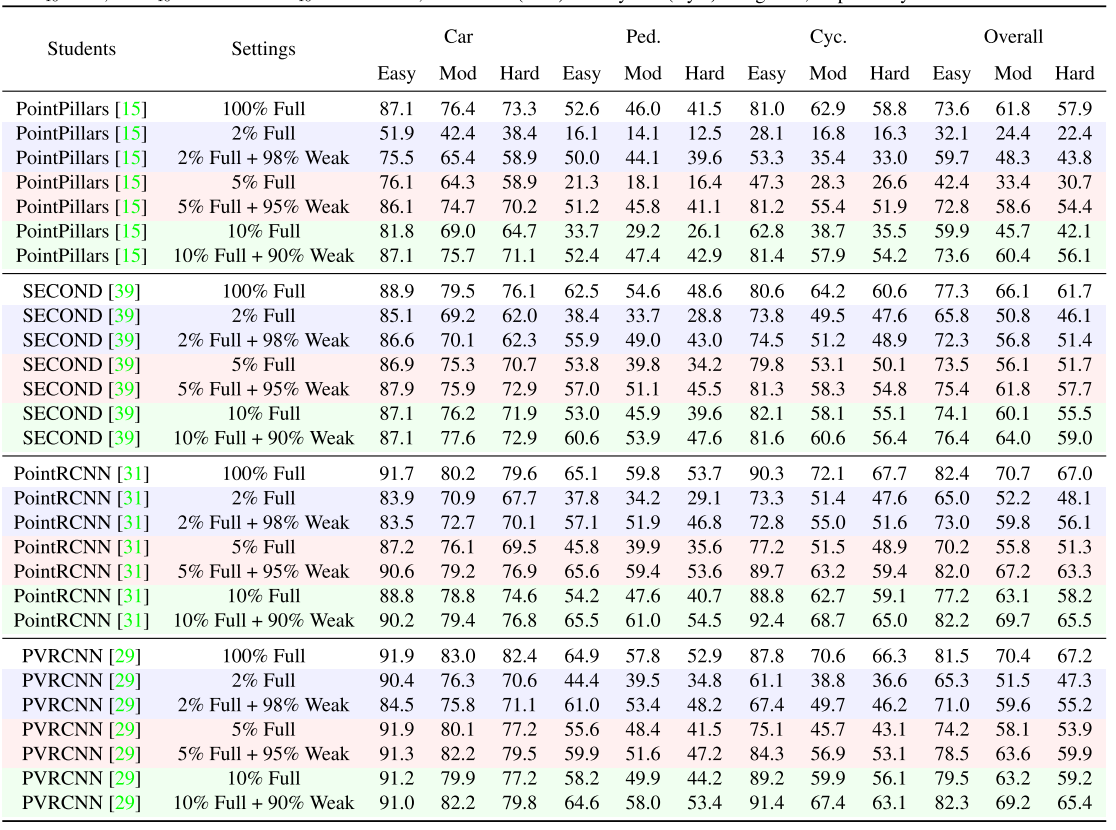 Car Ped. Cyc. Overall
Students Settings
Easy Mod Hard Easy Mod Hard Easy Mod Hard Easy Mod Hard
PointPillars [15] 100% Full 87.1 76.4 73.3 52.6 46.0 41.5 81.0 62.9 58.8 73.6 61.8 57.9
PointPillars [15] 2% Full 51.9 42.4 38.4 16.1 14.1 12.5 28.1 16.8 16.3 32.1 24.4 22.4
PointPillars [15] 2% Full + 98% Weak 75.5 65.4 58.9 50.0 44.1 39.6 53.3 35.4 33.0 59.7 48.3 43.8
PointPillars [15] 5% Full 76.1 64.3 58.9 21.3 18.1 16.4 47.3 28.3 26.6 42.4 33.4 30.7
PointPillars [15] 5% Full + 95% Weak 86.1 74.7 70.2 51.2 45.8 41.1 81.2 55.4 51.9 72.8 58.6 54.4
PointPillars [15] 10% Full 81.8 69.0 64.7 33.7 29.2 26.1 62.8 38.7 35.5 59.9 45.7 42.1
PointPillars [15] 10% Full + 90% Weak 87.1 75.7 71.1 52.4 47.4 42.9 81.4 57.9 54.2 73.6 60.4 56.1
SECOND [39] 100% Full 88.9 79.5 76.1 62.5 54.6 48.6 80.6 64.2 60.6 77.3 66.1 61.7
SECOND [39] 2% Full 85.1 69.2 62.0 38.4 33.7 28.8 73.8 49.5 47.6 65.8 50.8 46.1
SECOND [39] 2% Full + 98% Weak 86.6 70.1 62.3 55.9 49.0 43.0 74.5 51.2 48.9 72.3 56.8 51.4
SECOND [39] 5% Full 86.9 75.3 70.7 53.8 39.8 34.2 79.8 53.1 50.1 73.5 56.1 51.7
SECOND [39] 5% Full + 95% Weak 87.9 75.9 72.9 57.0 51.1 45.5 81.3 58.3 54.8 75.4 61.8 57.7
SECOND [39] 10% Full 87.1 76.2 71.9 53.0 45.9 39.6 82.1 58.1 55.1 74.1 60.1 55.5
SECOND [39] 10% Full + 90% Weak 87.1 77.6 72.9 60.6 53.9 47.6 81.6 60.6 56.4 76.4 64.0 59.0
PointRCNN [31] 100% Full 91.7 80.2 79.6 65.1 59.8 53.7 90.3 72.1 67.7 82.4 70.7 67.0
PointRCNN [31] 2% Full 83.9 70.9 67.7 37.8 34.2 29.1 73.3 51.4 47.6 65.0 52.2 48.1
PointRCNN [31] 2% Full + 98% Weak 83.5 72.7 70.1 57.1 51.9 46.8 72.8 55.0 51.6 73.0 59.8 56.1
PointRCNN [31] 5% Full 87.2 76.1 69.5 45.8 39.9 35.6 77.2 51.5 48.9 70.2 55.8 51.3
PointRCNN [31] 5% Full + 95% Weak 90.6 79.2 76.9 65.6 59.4 53.6 89.7 63.2 59.4 82.0 67.2 63.3
PointRCNN [31] 10% Full 88.8 78.8 74.6 54.2 47.6 40.7 88.8 62.7 59.1 77.2 63.1 58.2
PointRCNN [31] 10% Full + 90% Weak 90.2 79.4 76.8 65.5 61.0 54.5 92.4 68.7 65.0 82.2 69.7 65.5
PVRCNN [29] 100% Full 91.9 83.0 82.4 64.9 57.8 52.9 87.8 70.6 66.3 81.5 70.4 67.2
PVRCNN [29] 2% Full 90.4 76.3 70.6 44.4 39.5 34.8 61.1 38.8 36.6 65.3 51.5 47.3
PVRCNN [29] 2% Full + 98% Weak 84.5 75.8 71.1 61.0 53.4 48.2 67.4 49.7 46.2 71.0 59.6 55.2
PVRCNN [29] 5% Full 91.9 80.1 77.2 55.6 48.4 41.5 75.1 45.7 43.1 74.2 58.1 53.9
PVRCNN [29] 5% Full + 95% Weak 91.3 82.2 79.5 59.9 51.6 47.2 84.3 56.9 53.1 78.5 63.6 59.9
PVRCNN [29] 10% Full 91.2 79.9 77.2 58.2 49.9 44.2 89.2 59.9 56.1 79.5 63.2 59.2
PVRCNN [29] 10% Full + 90% Weak 91.0 82.2 79.8 64.6 58.0 53.4 91.4 67.4 63.1 82.3 69.2 65.4